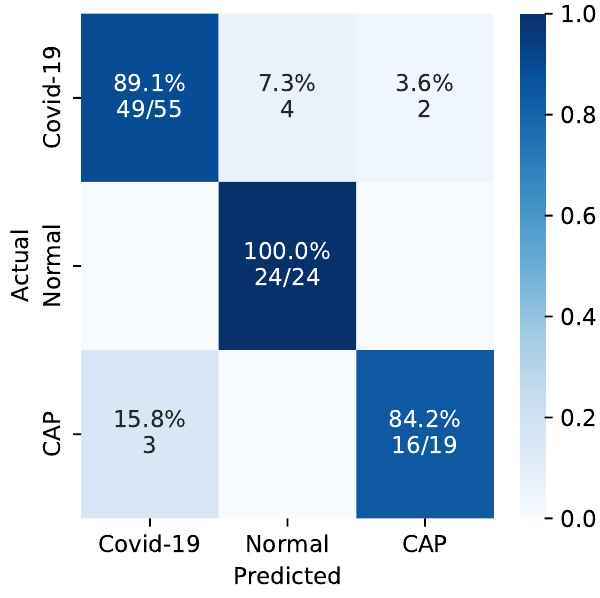 Covid-19
89.1%
49/55
7.3%
4
3.6%
2
Actual
Normal
100.0%
24/24
CAP
15.8%
3
84.2%
16/19
Covid-19
Normal
CAP
Predicted
1.0
0.8
0.6
0.4
0.2
0.0